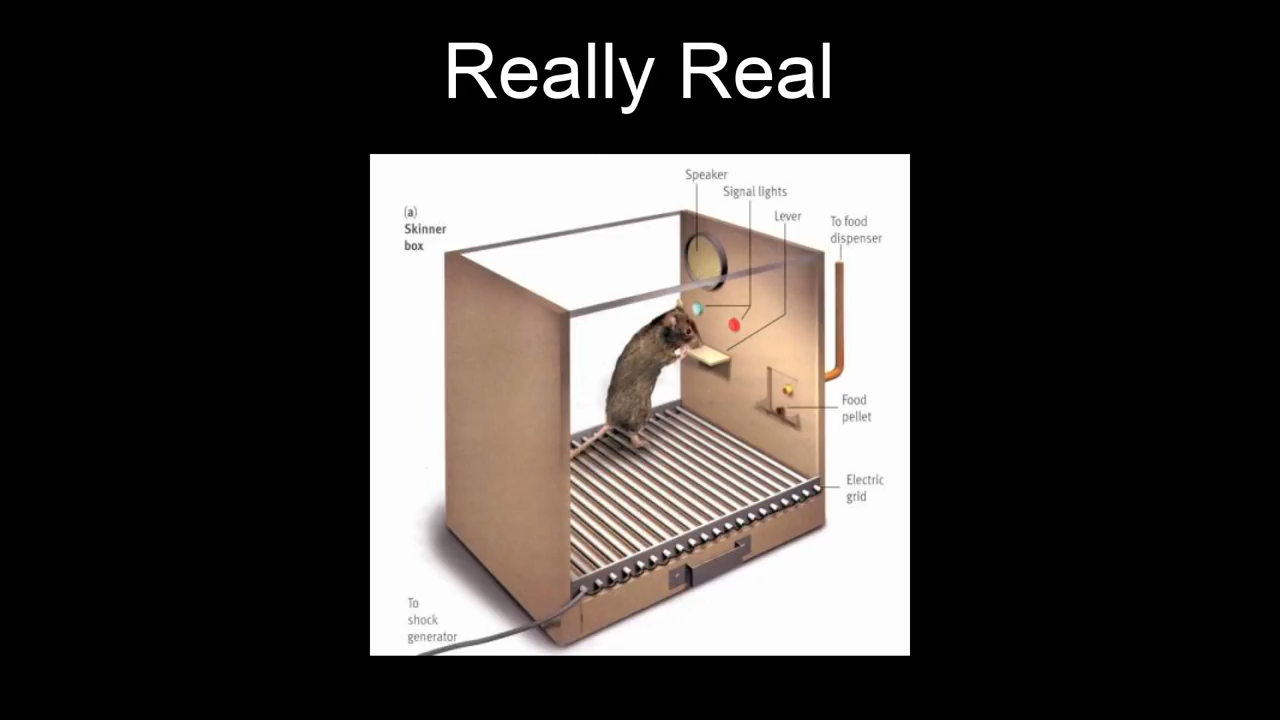 Really Real
Speaker
Signal lights
(a)
Skinner
box
Lever
To food
dispenser
Food
pellet
Electric
grid
To
shock
generator